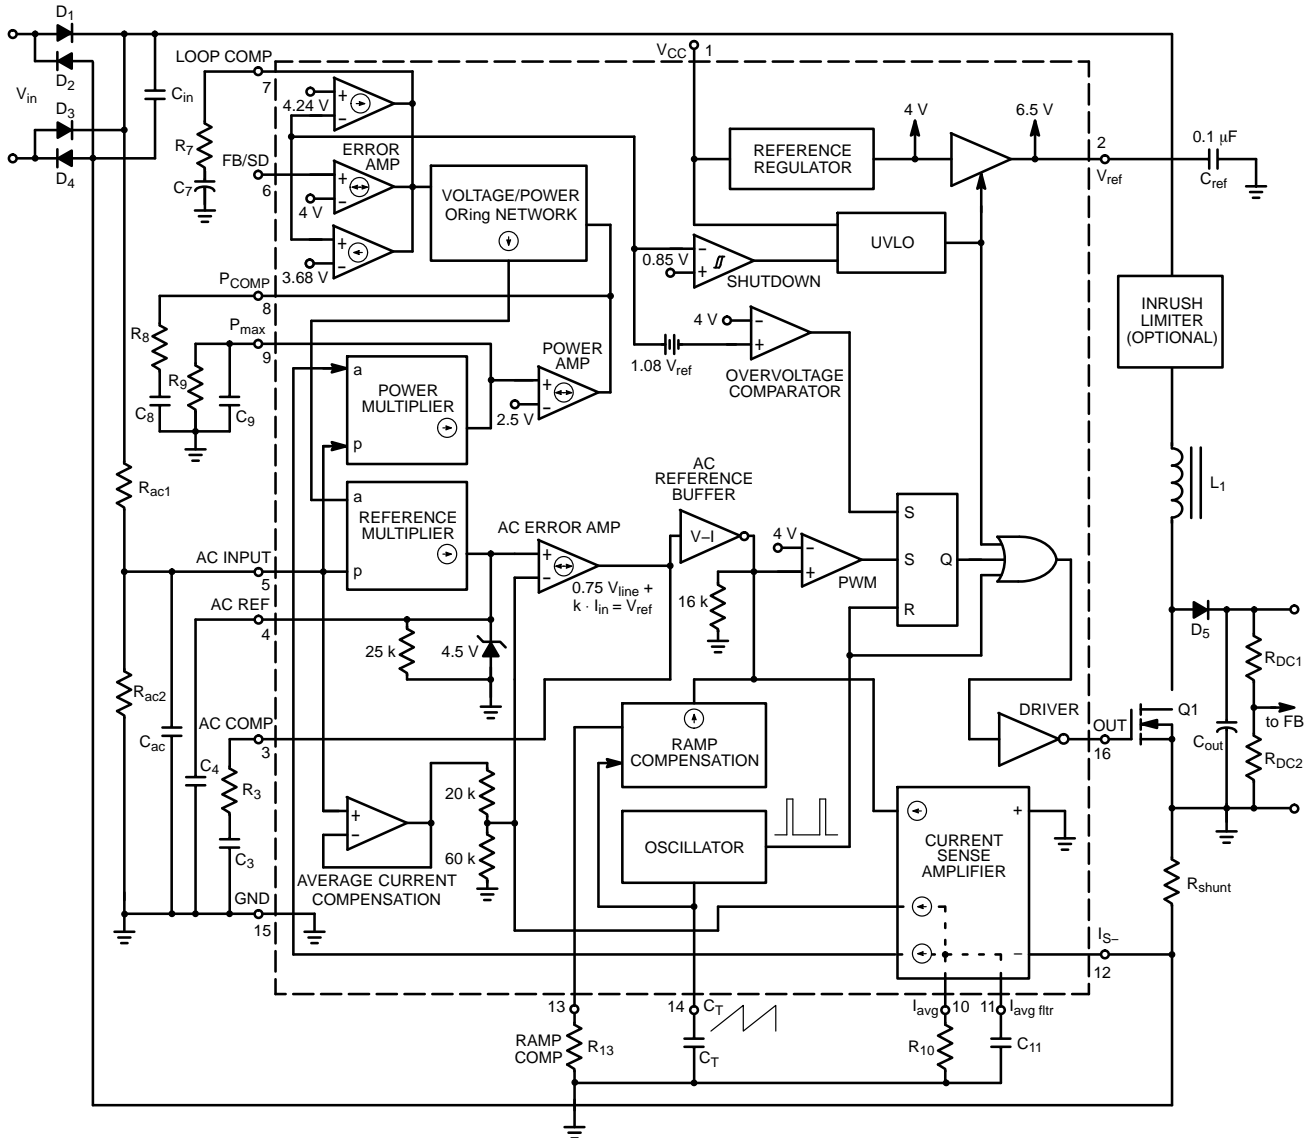 D1
D2
Vin
D3
D4
Cin
LOOP COMP
7
R7
C7
FB/SD
6
4.24 V
+
−
ERROR
AMP
+
−
4 V
+
−
3.68 V
VOLTAGE/POWER
ORing NETWORK
VCC
1
REFERENCE
REGULATOR
4 V
6.5 V
2
Vref
0.1 µF
Cref
UVLO
0.85 V
−
+
SHUTDOWN
4 V
−
+
1.08 Vref
OVERVOLTAGE
COMPARATOR
INRUSH
LIMITER
(OPTIONAL)
PCOMP
8
R8
Pmax
9
R9
C8
C9
a
POWER
MULTIPLIER
p
POWER
AMP
+
−
2.5 V
Rac1
a
REFERENCE
MULTIPLIER
p
AC ERROR AMP
+
−
0.75 Vline +
k · Iin = Vref
AC
REFERENCE
BUFFER
V–I
16 k
4 V
−
+
PWM
S
S
Q
R
L1
AC INPUT
5
AC REF
4
25 k
4.5 V
D5
RDC1
to FB
Cout
RDC2
Rac2
Cac
AC COMP
3
C4
R3
C3
RAMP
COMPENSATION
DRIVER
OUT
16
Q1
20 k
60 k
+
−
AVERAGE CURRENT
COMPENSATION
OSCILLATOR
+
CURRENT
SENSE
AMPLIFIER
−
Rshunt
GND
15
IS–
12
13
RAMP
COMP
R13
14
CT
CT
Iavg
10
R10
11
Iavg fltr
C11